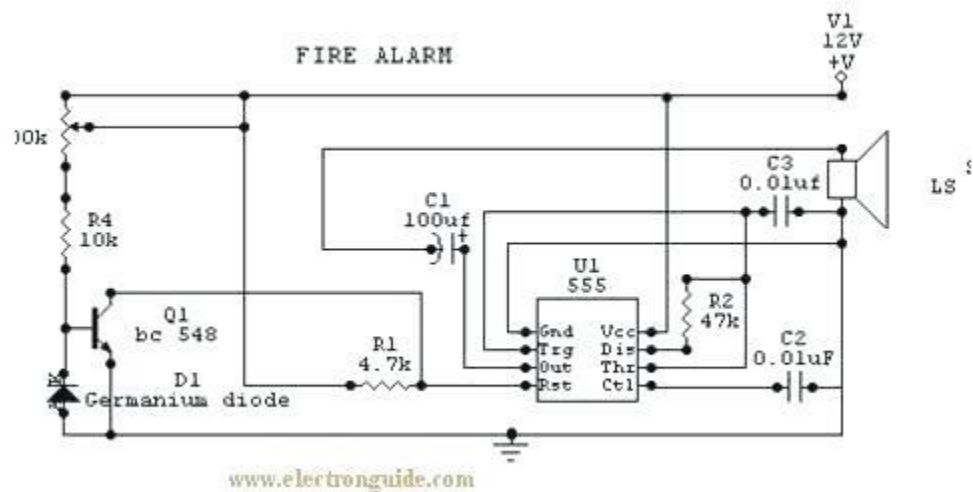 FIRE ALARM
V1
12V
+V
00k
R4
10k
C1
100uf
+
C3
0.01uf
LS
S
U1
555
Q1
bc 548
R1
4.7k
Gnd Vcc
Trg Dis
Out Thr
Rst Ctl
R2
47k
C2
0.01uF
D1
Germanium diode
www.electronguide.com